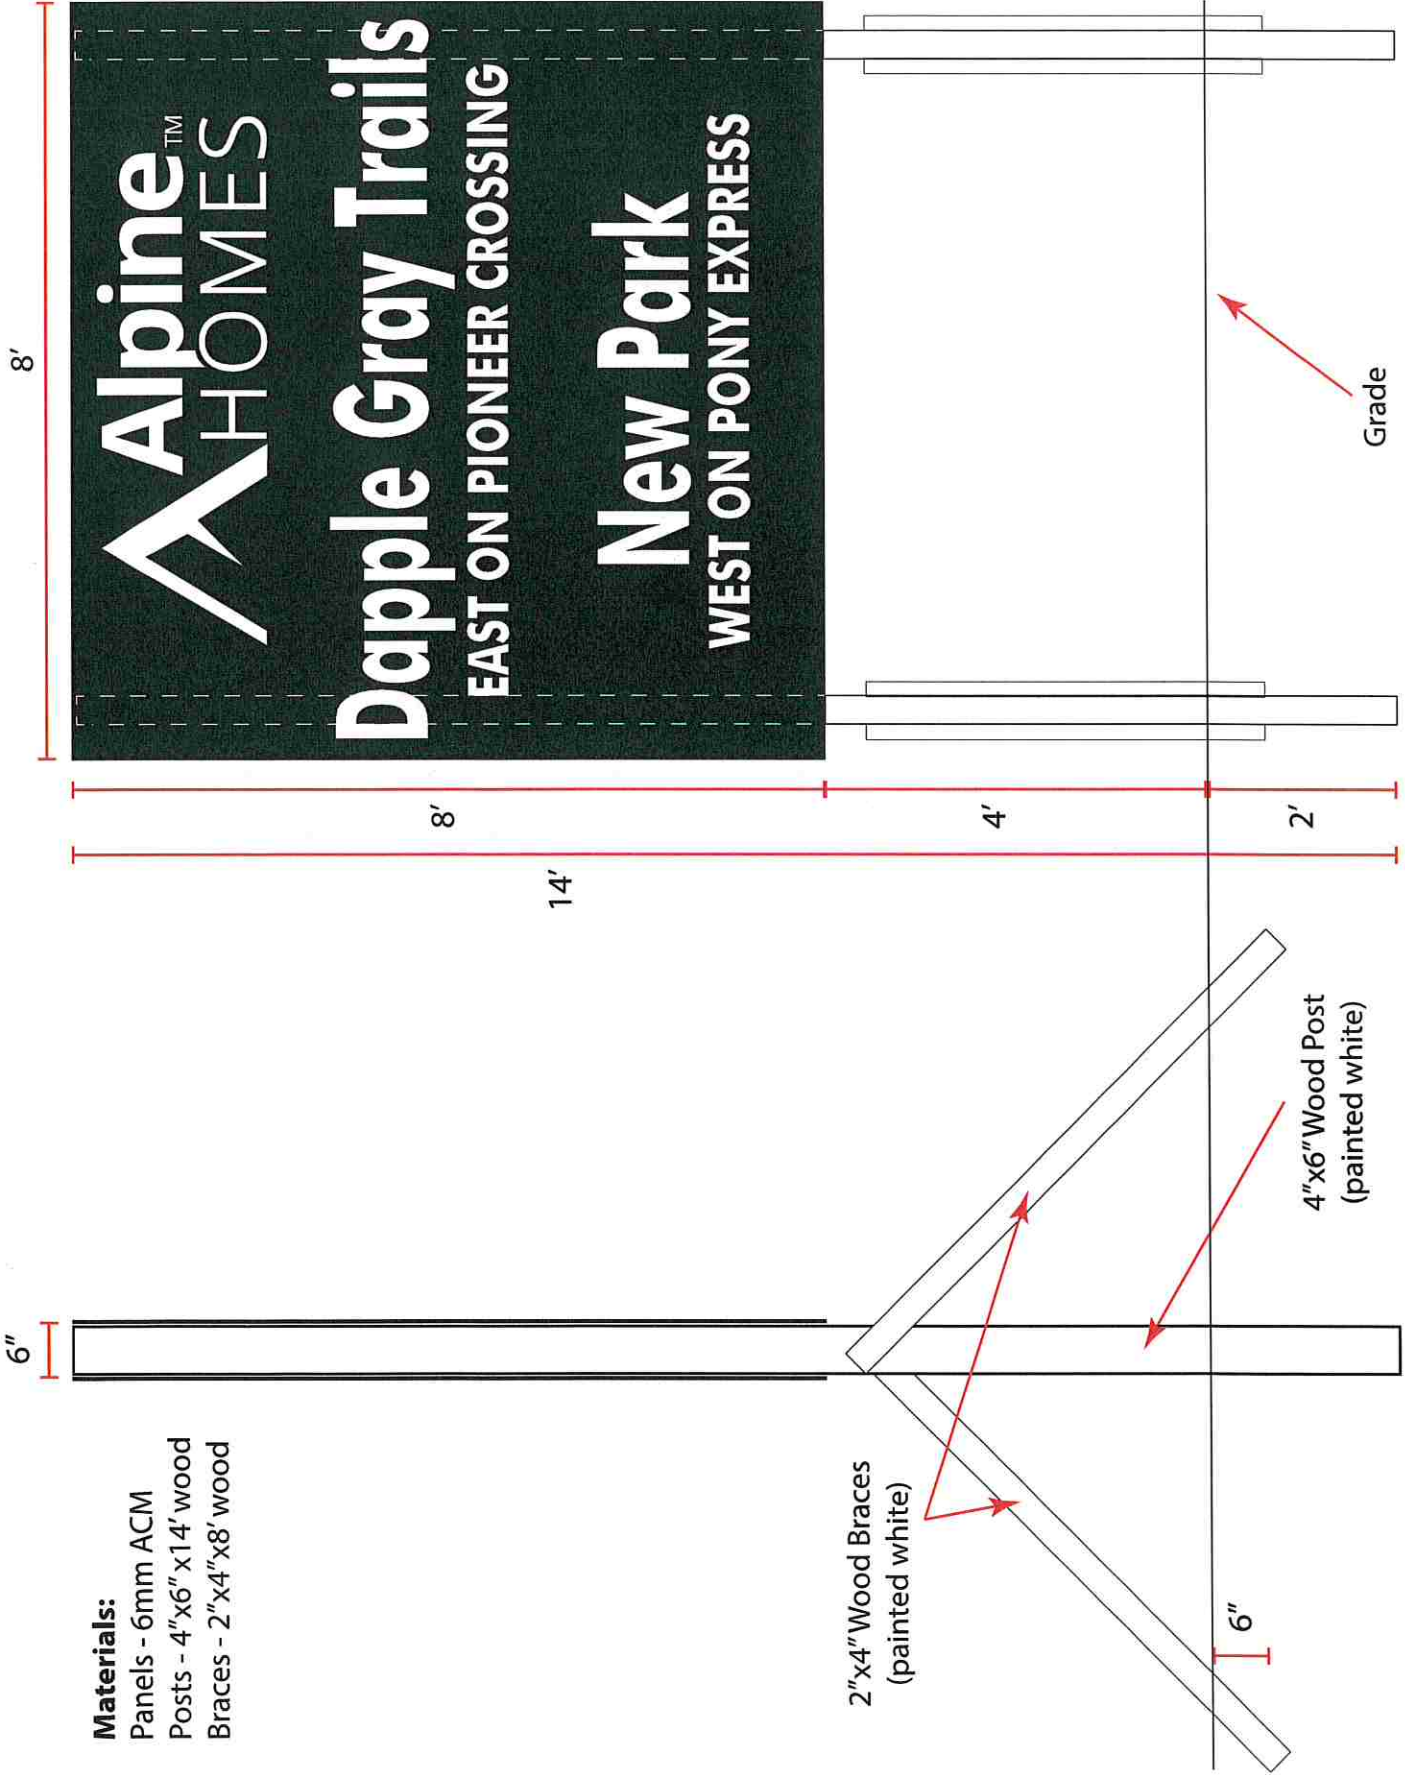 Materials:
Panels - 6mm ACM
Posts - 4"x6"x14' wood
Braces - 2"x4"x8' wood
6"
2"x4" Wood Braces
(painted white)
6"
4"x6" Wood Post
(painted white)
14'
8'
4'
2'
8'
Alpine™
HOMES
Dapple Gray Trails
EAST ON PIONEER CROSSING
New Park
WEST ON PONY EXPRESS
Grade